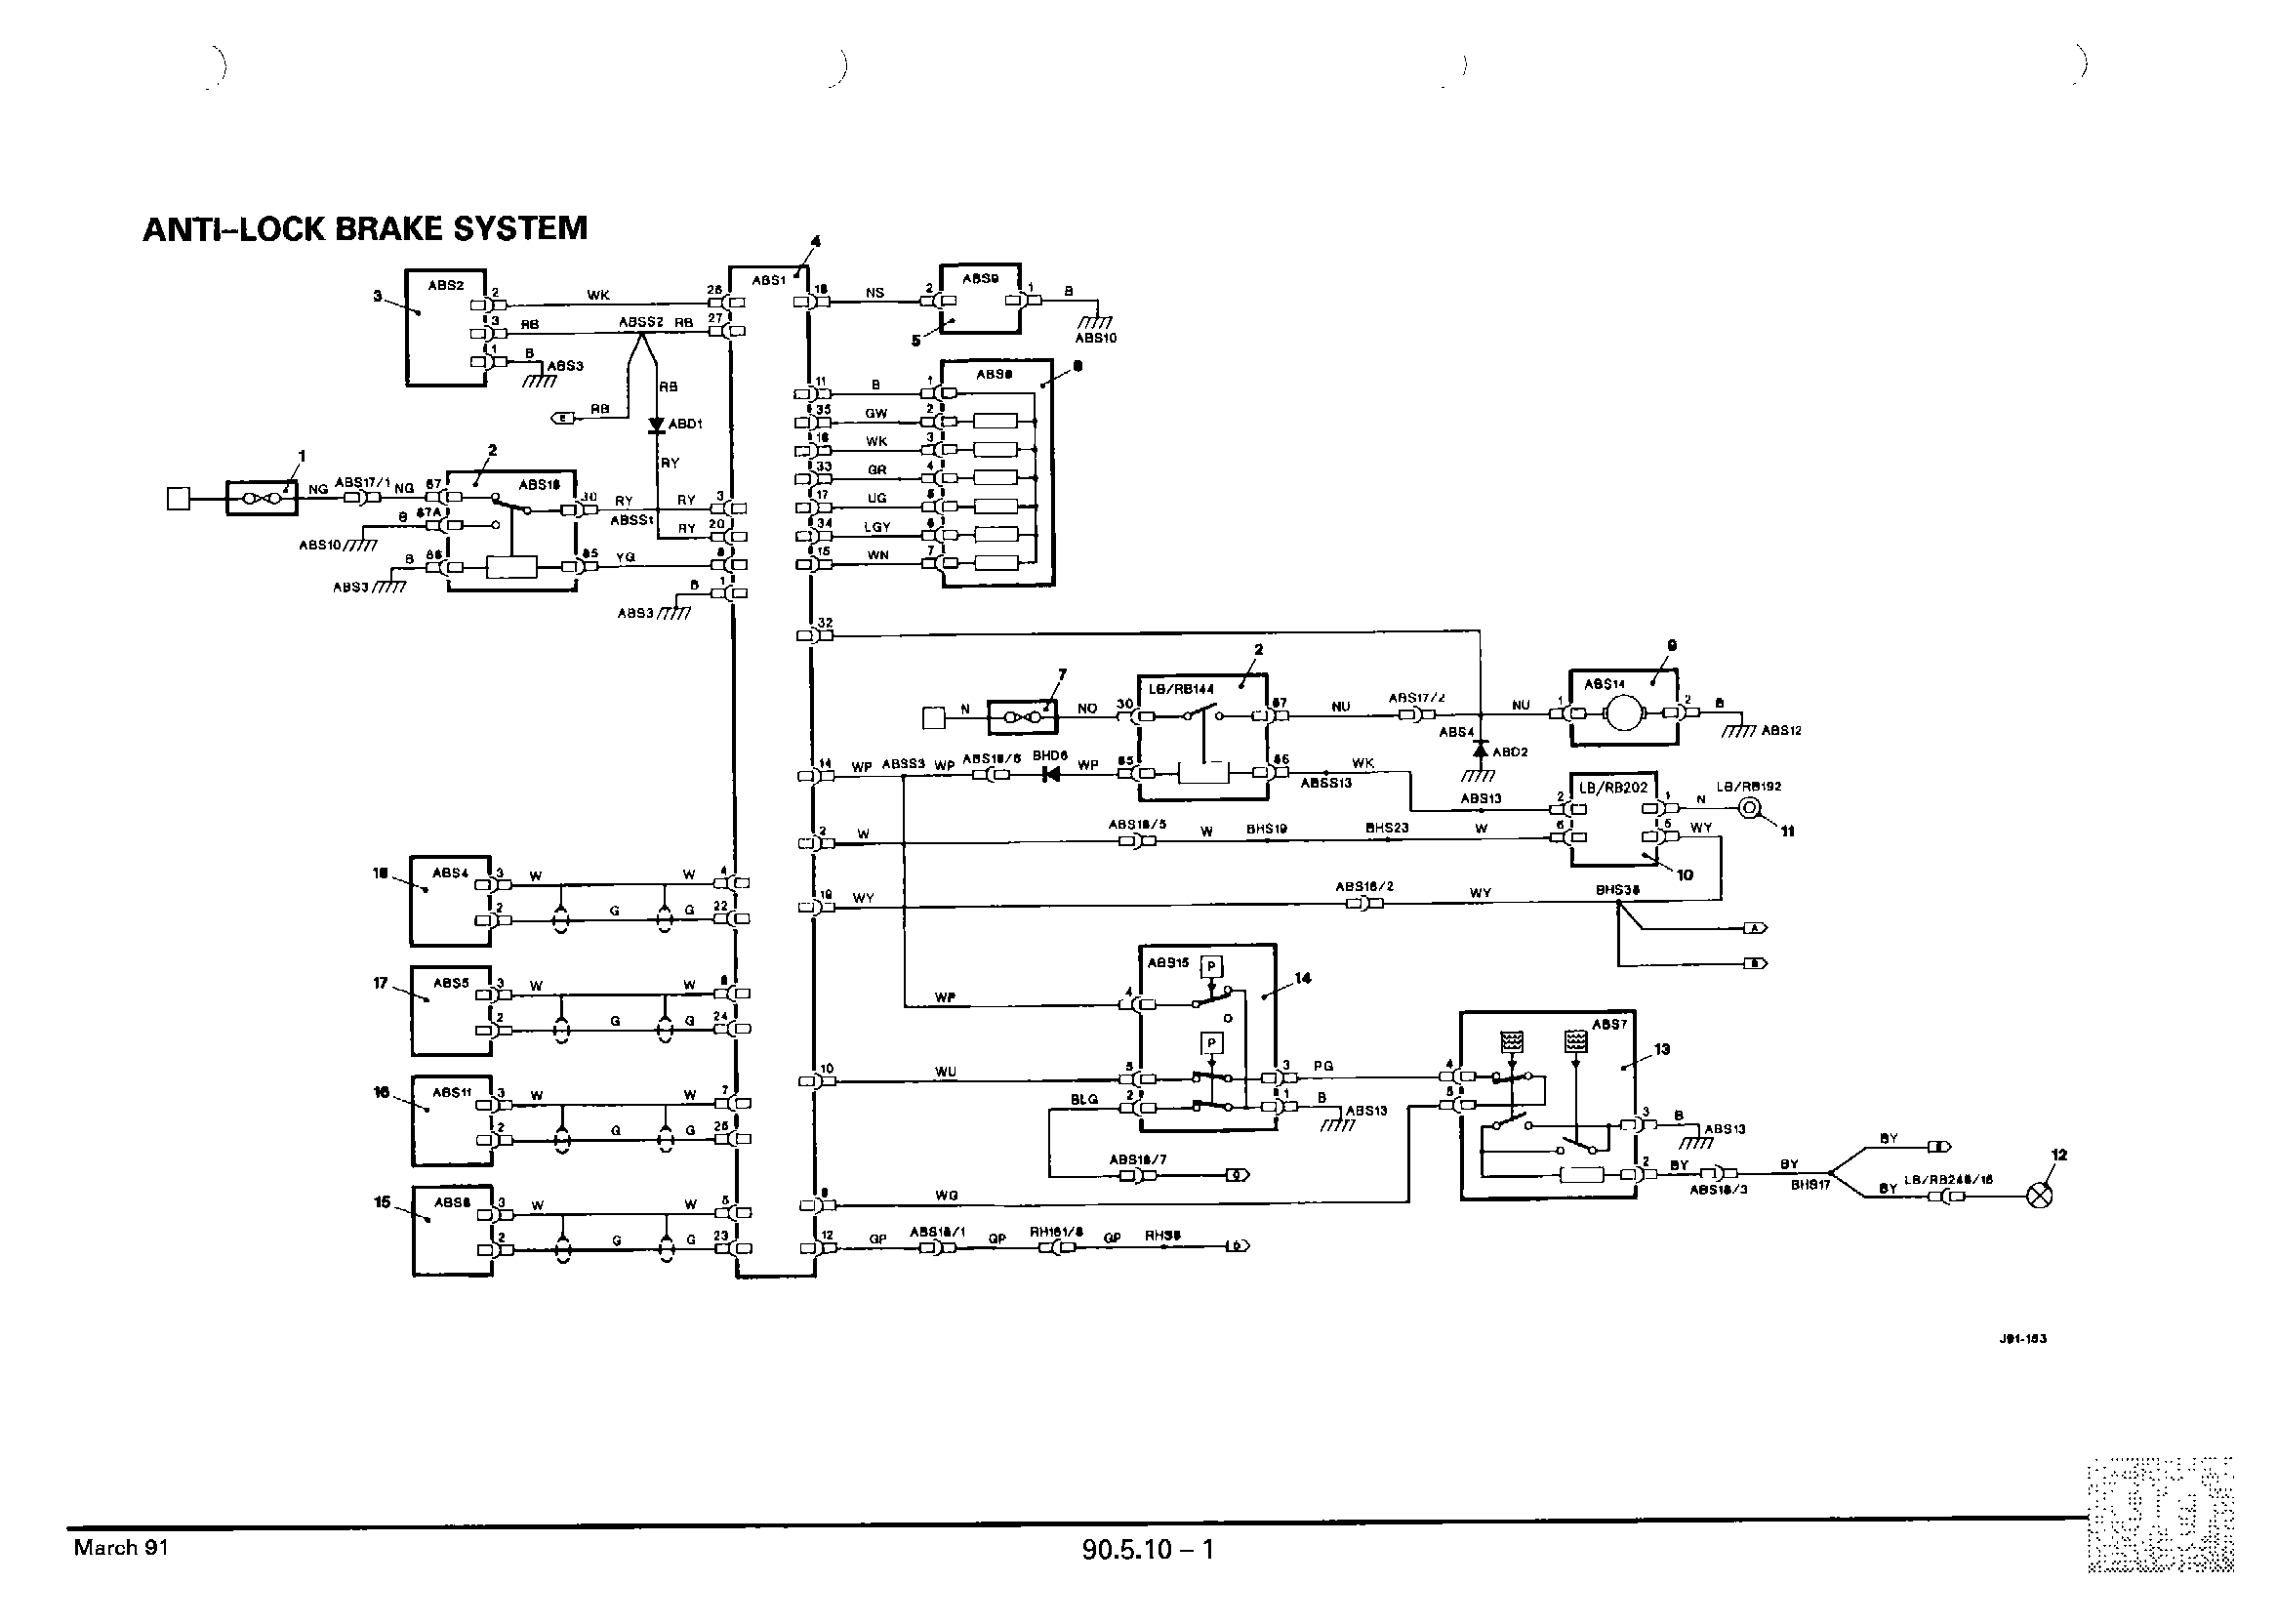 ANTI–LOCK BRAKE SYSTEM
4
3
ABS2
2
WK
26
ABS1
18
NS
2
ABS9
1
B
ABS10
5
3
RB
ABSS2
RB
27
1
B
ABS3
RB
E
RB
ABD1
RY
11
B
1
ABS8
6
35
GW
2
16
WK
3
33
GR
4
17
UG
5
34
LGY
6
15
WN
7
1
NG
ABS17/1
NG
87
2
ABS18
30
RY
ABSS1
RY
3
B
87A
ABS10
RY
20
B
86
ABS3
85
YG
8
B
1
ABS3
32
N
7
NO
30
LB/RB144
2
87
NU
ABS17/2
NU
1
ABS14
9
2
B
ABS12
ABS4
ABD2
14
WP
ABSS3
WP
ABS18/6
BHD6
WP
85
86
ABSS13
WK
ABS13
2
LB/RB202
1
N
LB/RB192
11
2
W
ABS18/5
W
BHS19
BHS23
W
6
5
WY
10
19
WY
ABS18/2
WY
BHS38
A
B
18
ABS4
3
W
W
4
2
G
G
22
17
ABS5
3
W
W
6
2
G
G
24
16
ABS11
3
W
W
7
2
G
G
25
15
ABS6
3
W
W
5
2
G
G
23
WP
4
ABS15
P
14
P
10
WU
5
3
PG
4
ABS7
13
BLG
2
1
B
ABS13
5
ABS18/7
C
3
B
ABS13
2
BY
ABS18/3
BY
BHS17
BY
BY
LB/RB248/16
12
9
WG
12
GP
ABS18/1
GP
RH161/8
GP
RHS8
D
J91-153
March 91
90.5.10 – 1